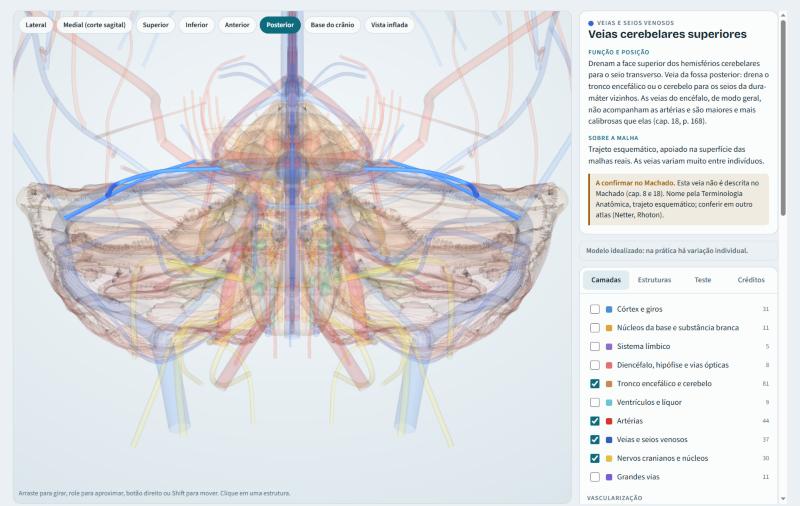 Lateral
Medial (corte sagital)
Superior
Inferior
Anterior
Posterior
Base do crânio
Vista inflada
Arraste para girar, role para aproximar, botão direito ou Shift para mover. Clique em uma estrutura.
VEIAS E SEIOS VENOSOS
Veias cerebelares superiores
FUNÇÃO E POSIÇÃO
Drenam a face superior dos hemisférios cerebelares
para o seio transverso. Veia da fossa posterior: drena o
tronco encefálico ou o cerebelo para os seios da dura-
máter vizinhos. As veias do encéfalo, de modo geral,
não acompanham as artérias e são maiores e mais
calibrosas que elas (cap. 18, p. 168).
SOBRE A MALHA
Trajeto esquemático, apoiado na superfície das
malhas reais. As veias variam muito entre indivíduos.
A confirmar no Machado. Esta veia não é descrita no
Machado (cap. 8 e 18). Nome pela Terminologia
Anatômica, trajeto esquemático; conferir em outro
atlas (Netter, Rhoton).
Modelo idealizado: na prática há variação individual.
Camadas
Estruturas
Teste
Créditos
Córtex e giros 31
Núcleos da base e substância branca 11
Sistema límbico 5
Diencéfalo, hipófise e vias ópticas 8
Tronco encefálico e cerebelo 81
Ventrículos e líquor 9
Artérias 44
Veias e seios venosos 37
Nervos cranianos e núcleos 30
Grandes vias 11
VASCULARIZAÇÃO